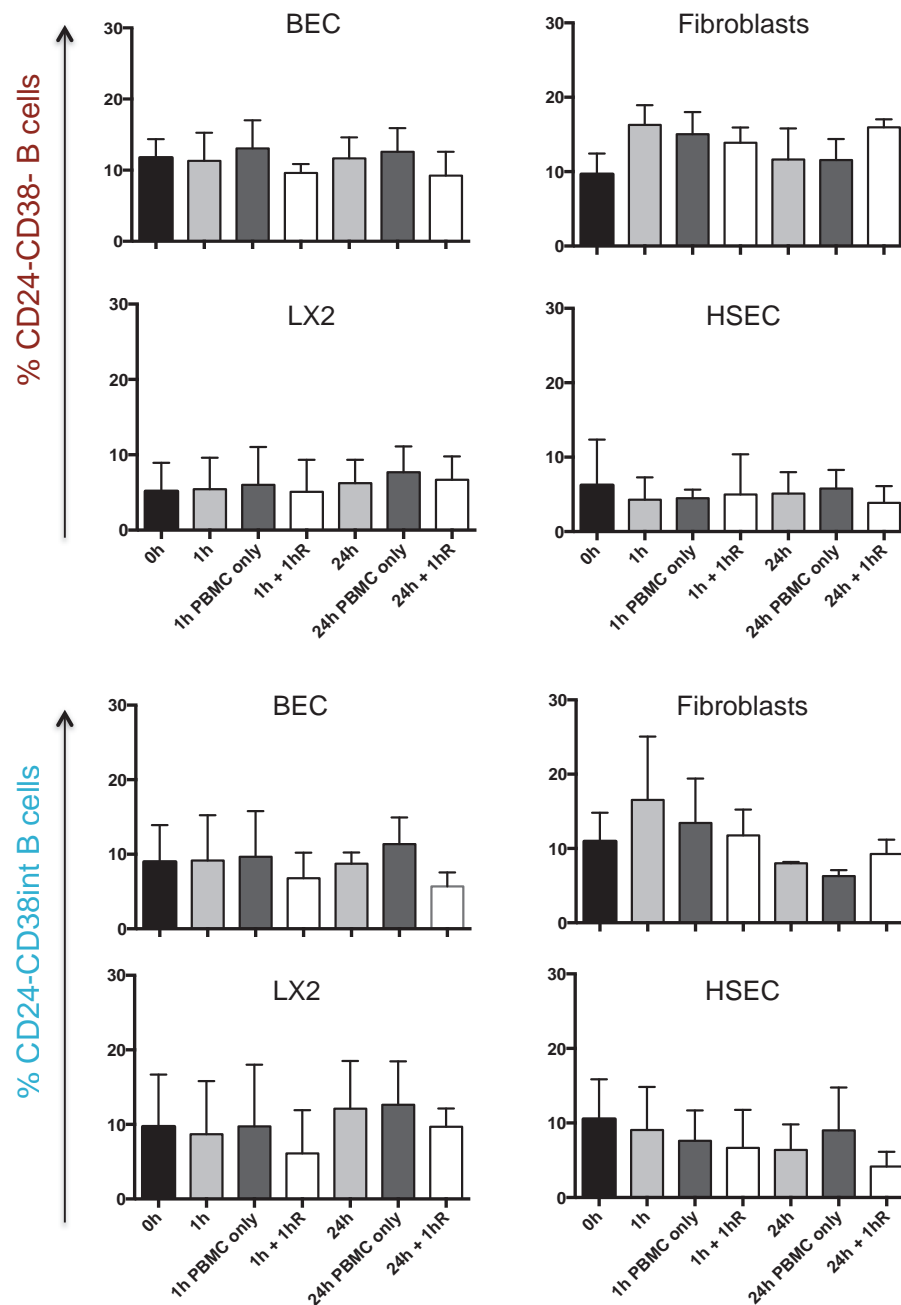 % CD24-CD38- B cells
BEC
30
20
10
0
Fibroblasts
30
20
10
0
LX2
30
20
10
0
0h
1h
1h PBMC only
1h + 1hR
24h
24h PBMC only
24h + 1hR
HSEC
30
20
10
0
0h
1h
1h PBMC only
1h + 1hR
24h
24h PBMC only
24h + 1hR
% CD24-CD38int B cells
BEC
30
20
10
0
Fibroblasts
30
20
10
0
LX2
30
20
10
0
0h
1h
1h PBMC only
1h + 1hR
24h
24h PBMC only
24h + 1hR
HSEC
30
20
10
0
0h
1h
1h PBMC only
1h + 1hR
24h
24h PBMC only
24h + 1hR